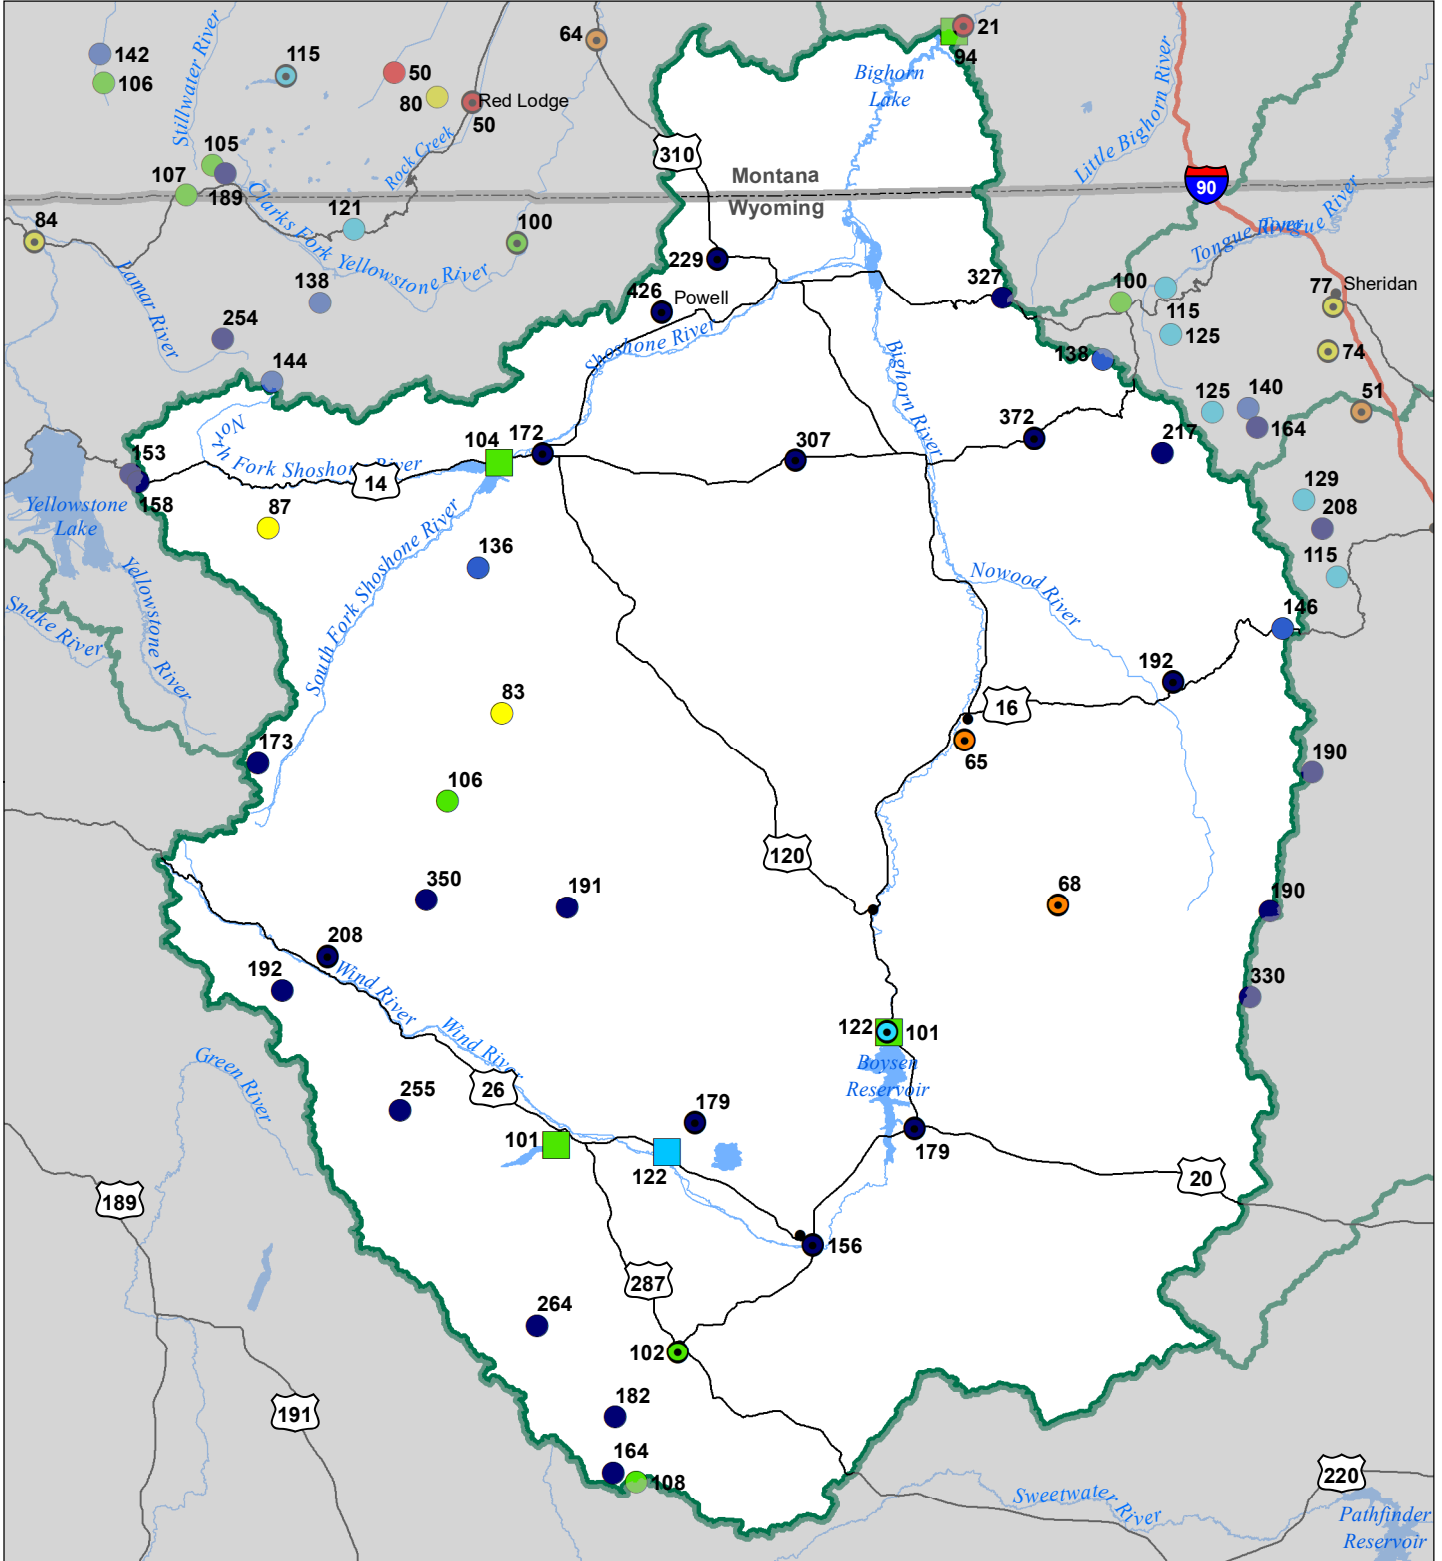 142
106
115
50
80
Red Lodge
50
64
21
94
Bighorn
Lake
Stillwater River
Rock Creek
Little Bighorn River
310
90
105
107
189
Montana
Wyoming
84
121
100
Clarks Fork Yellowstone River
Lamar River
138
254
144
229
426
Powell
Shoshone River
327
Bighorn River
138
100
115
125
Tongue River
Tongue River
77
Sheridan
74
125
140
164
51
153
158
North Fork Shoshone River
14
104
172
307
372
217
129
208
115
Yellowstone
Lake
87
136
South Fork Shoshone River
Nowood River
146
Snake River
Yellowstone River
83
192
16
65
173
106
190
120
350
191
68
190
208
192
Wind River
330
122
101
Boysen
Reservoir
Wind River
Green River
26
255
179
101
122
179
20
189
156
287
264
102
191
182
164
108
220
Sweetwater River
Pathfinder
Reservoir